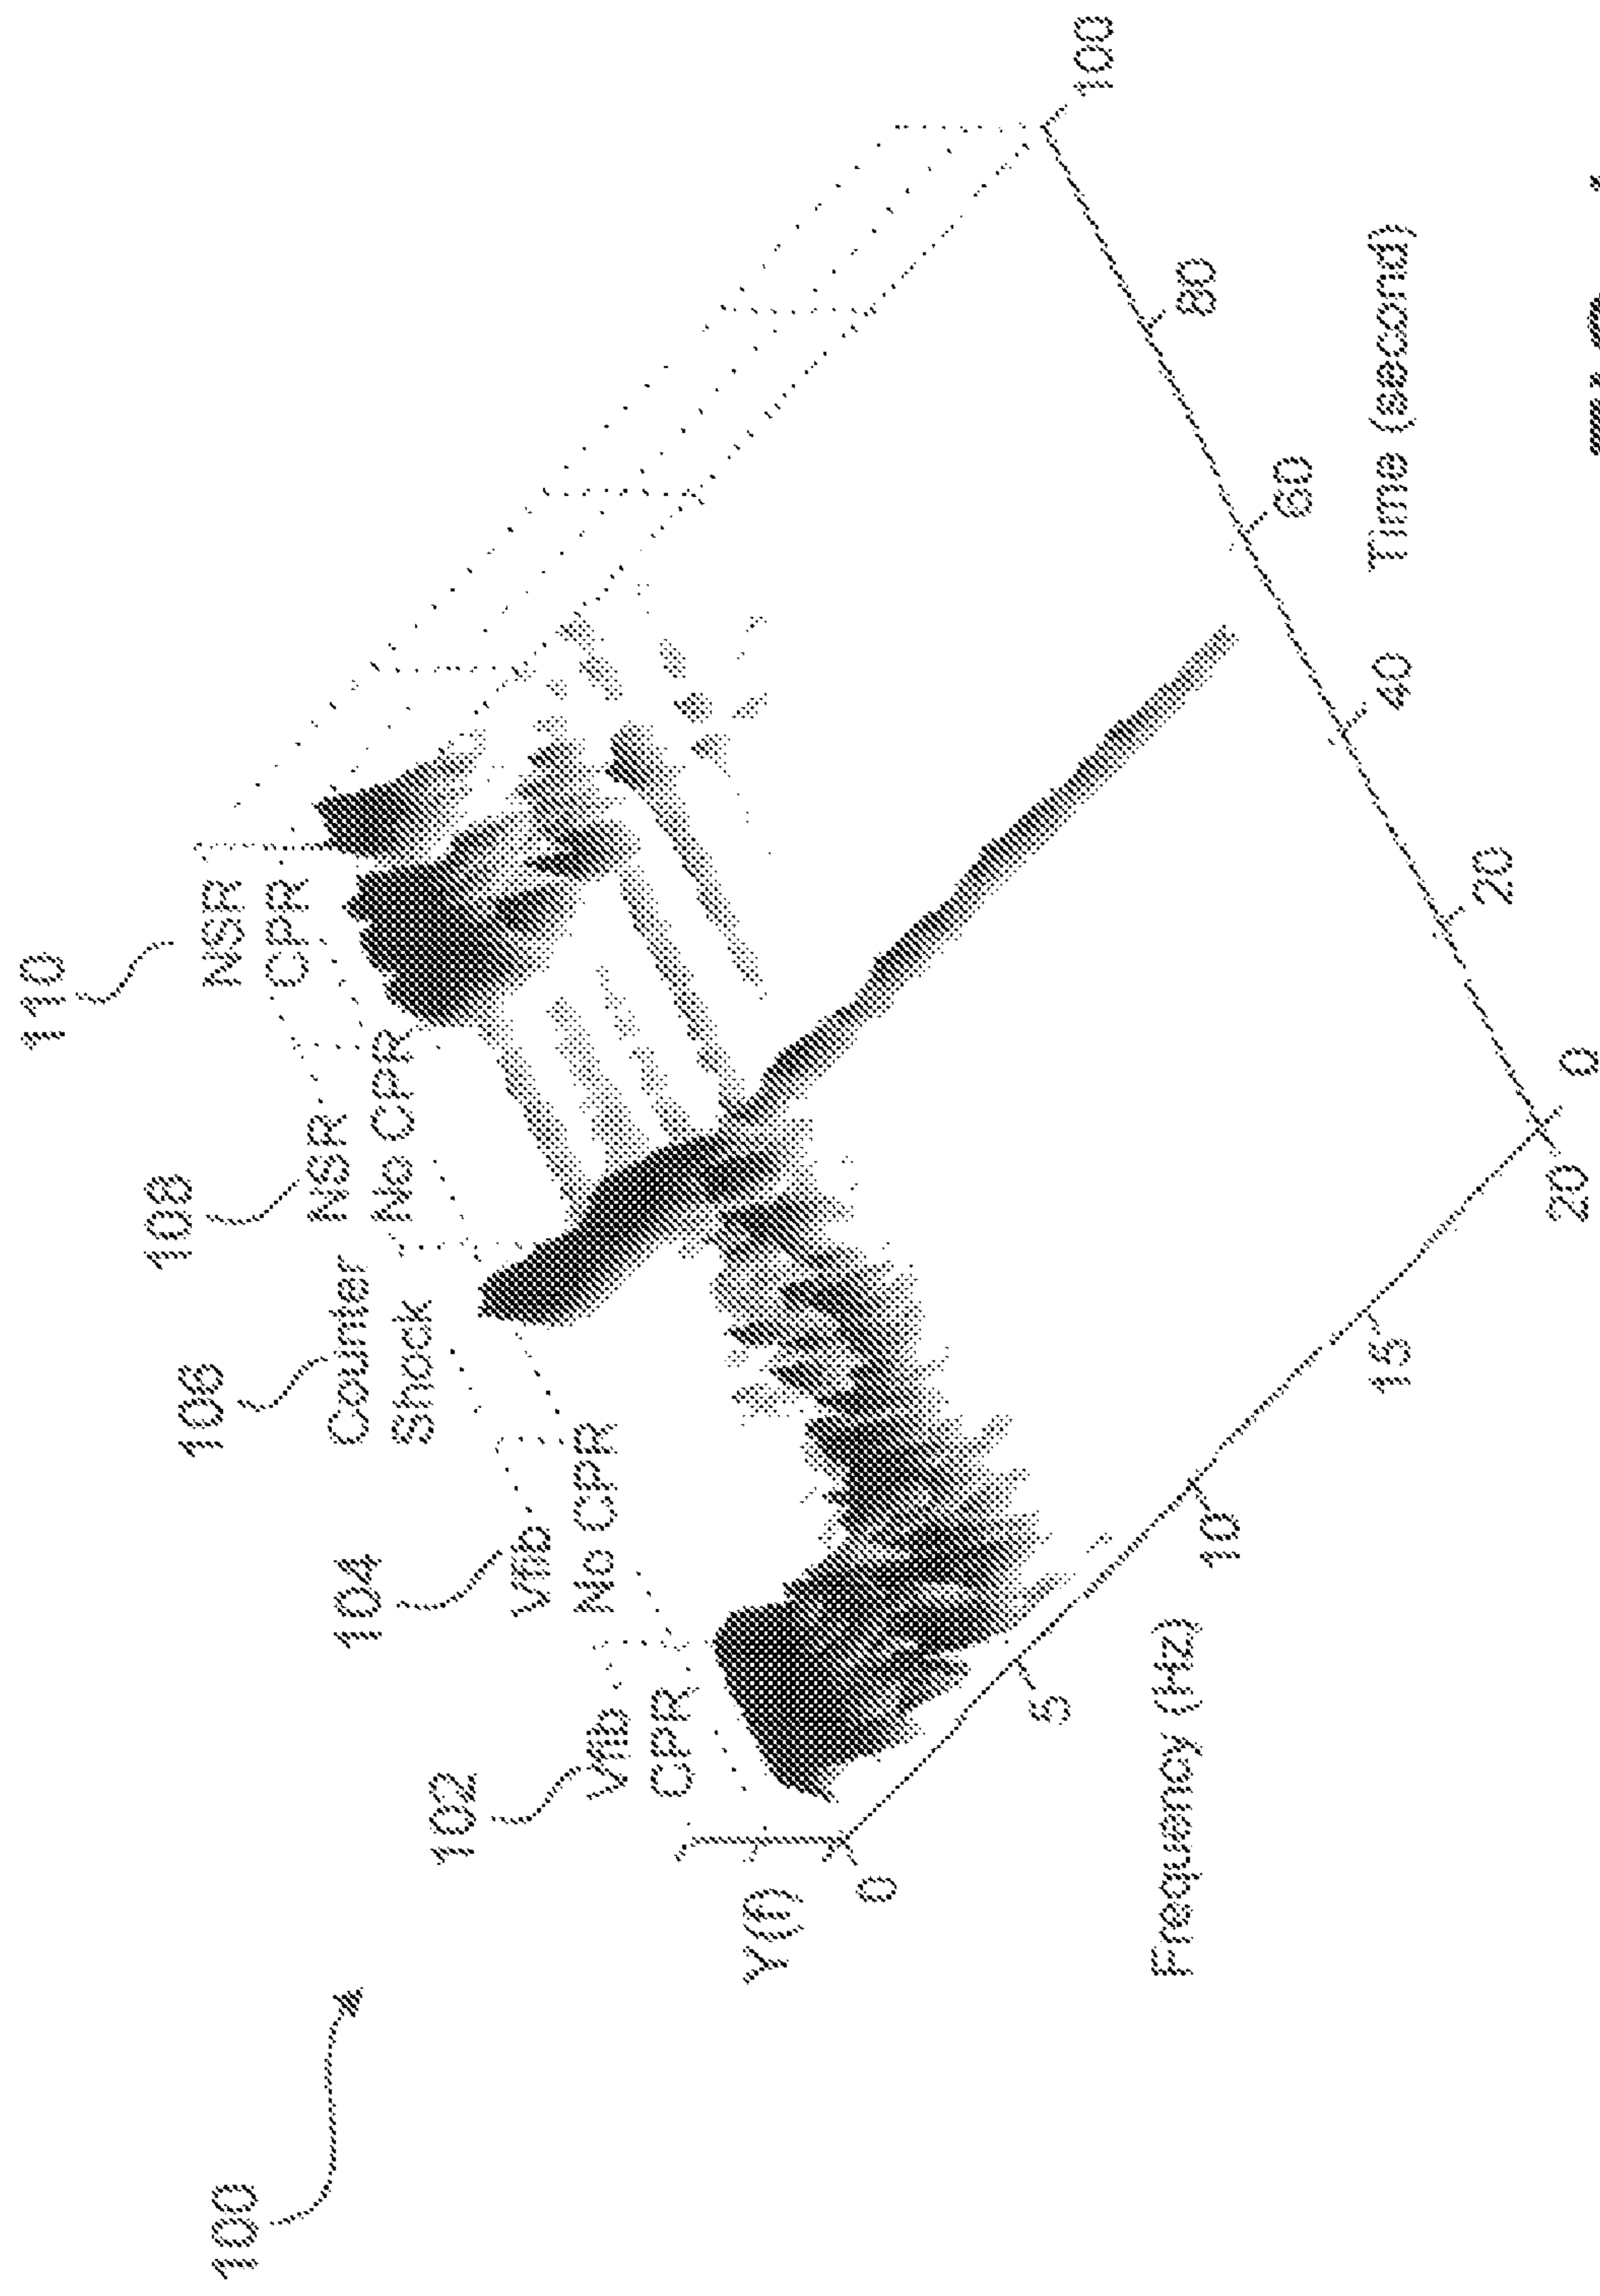 100
102
Vfib
CPR
104
Vfib
No CPR
106
Counter
Shock
108
NSR
No CPR
110
NSR
CPR
Y(f)
0
5
10
15
20
Frequency (Hz)
0
20
40
60
80
100
Time (second)